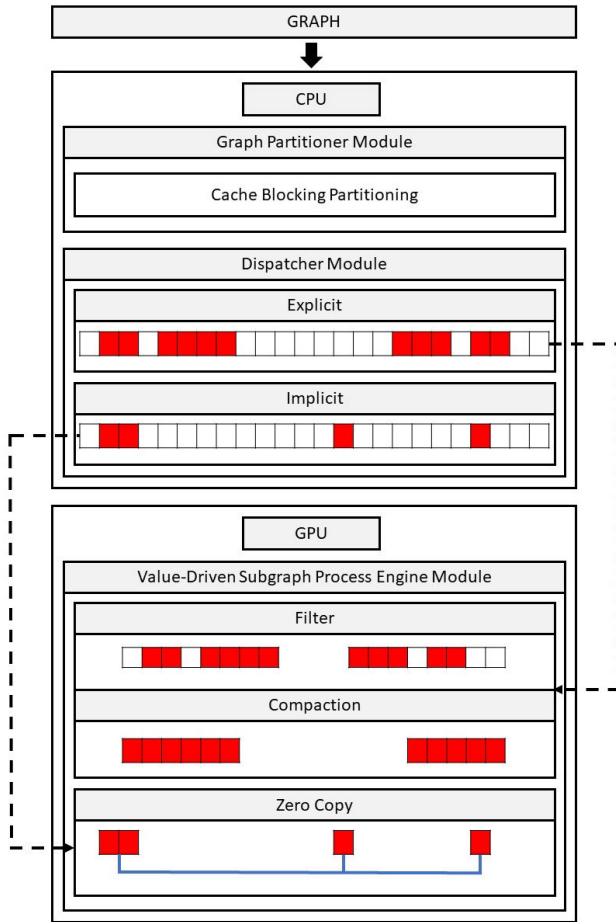 GRAPH
CPU
Graph Partitioner Module
Cache Blocking Partitioning
Dispatcher Module
Explicit
Implicit
GPU
Value-Driven Subgraph Process Engine Module
Filter
Compaction
Zero Copy